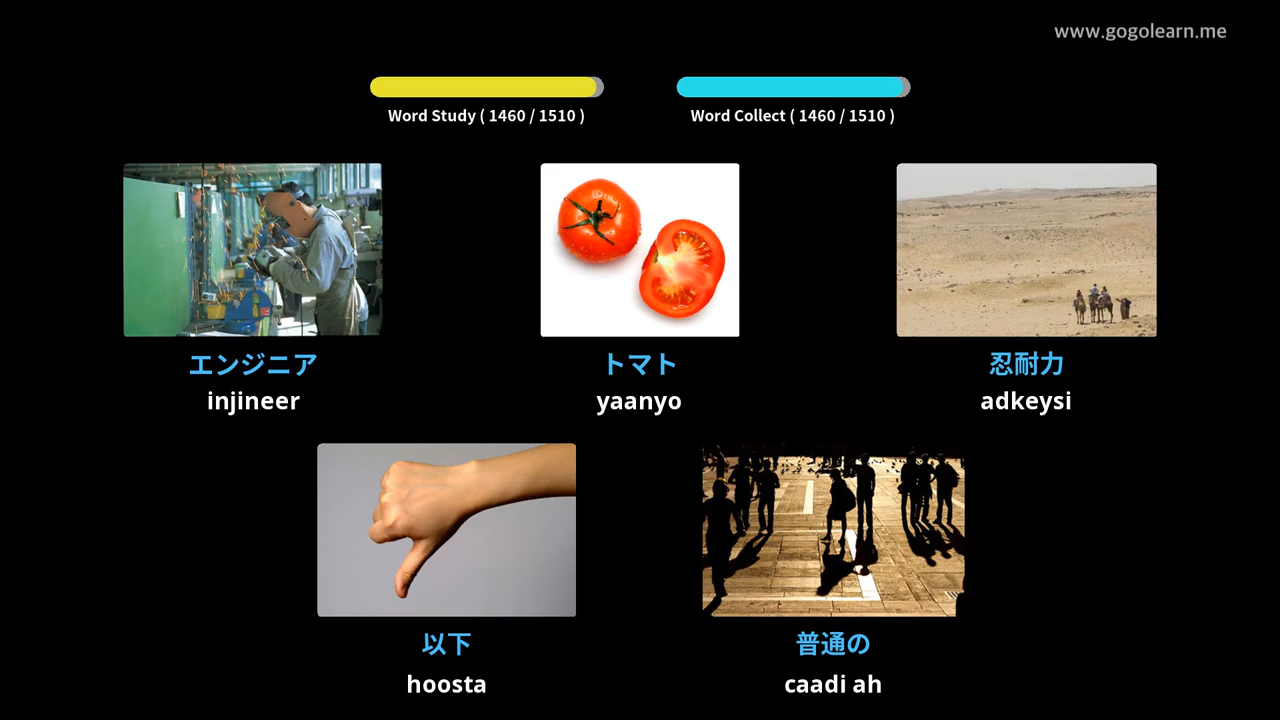 www.gogolearn.me
Word Study ( 1460 / 1510 )
Word Collect ( 1460 / 1510 )
エンジニア
injineer
トマト
yaanyo
忍耐力
adkeysi
以下
hoosta
普通の
caadi ah